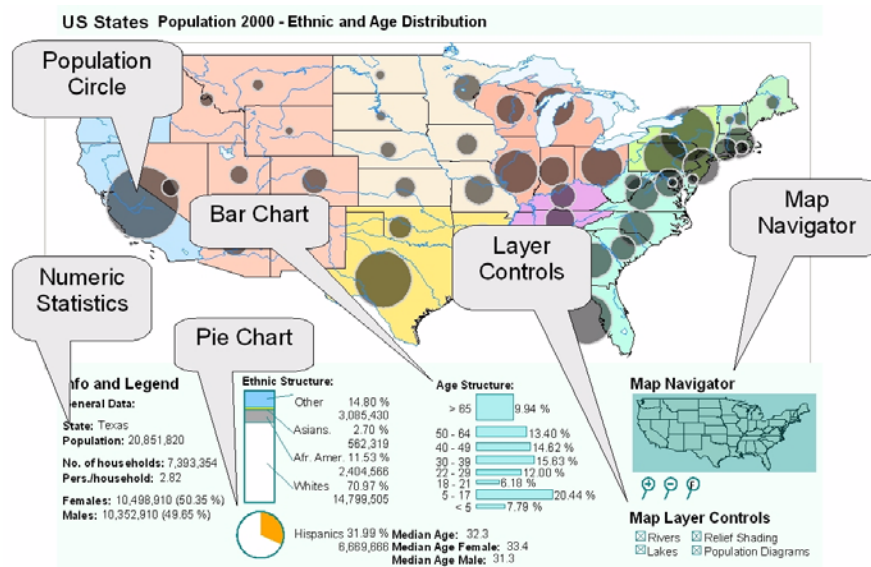 US States Population 2000 - Ethnic and Age Distribution
Population
Circle
Bar Chart
Map
Navigator
Layer
Controls
Numeric
Statistics
Pie Chart
Info and Legend
General Data:
State: Texas
Population: 20,851,820
No. of households: 7,393,354
Pers./household: 2.82
Females: 10,498,910 (50.35 %)
Males: 10,352,910 (49.65 %)
Ethnic Structure:
Other 14.80 %
3,085,430
Asians. 2.70 %
562,319
Afr. Amer. 11.53 %
2,404,566
Whites 70.97 %
14,799,505
Hispanics 31.99 %
6,669,666
Age Structure:
> 65 9.94 %
50 - 64 13.40 %
40 - 49 14.62 %
30 - 39 15.63 %
22 - 29 12.00 %
18 - 21 6.18 %
5 - 17 20.44 %
< 5 7.79 %
Median Age: 32.3
Median Age Female: 33.4
Median Age Male: 31.3
Map Navigator
Map Layer Controls
Rivers Relief Shading
Lakes Population Diagrams